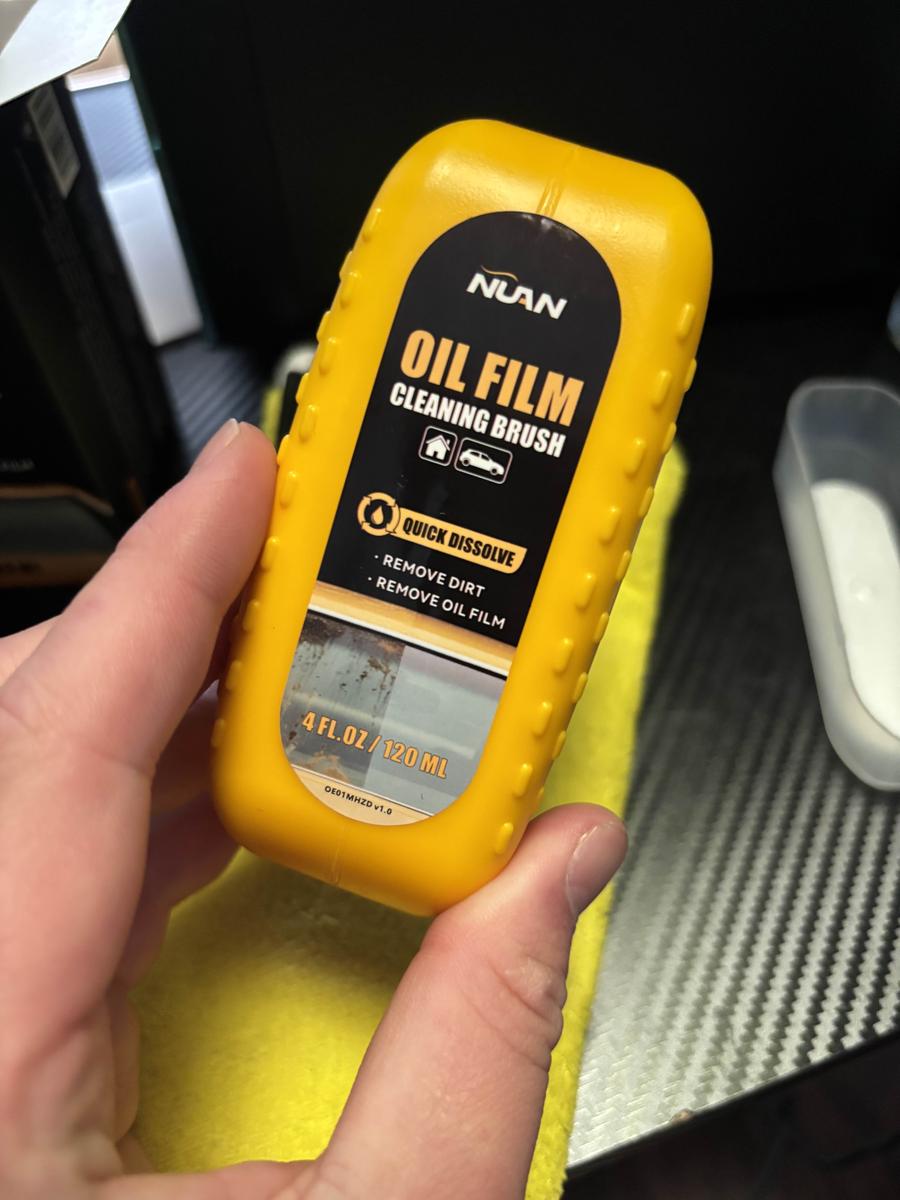 NUAN
OIL FILM
CLEANING BRUSH
QUICK DISSOLVE
· REMOVE DIRT
· REMOVE OIL FILM
4 FL.OZ / 120 ML
OE01MHZD v1.0